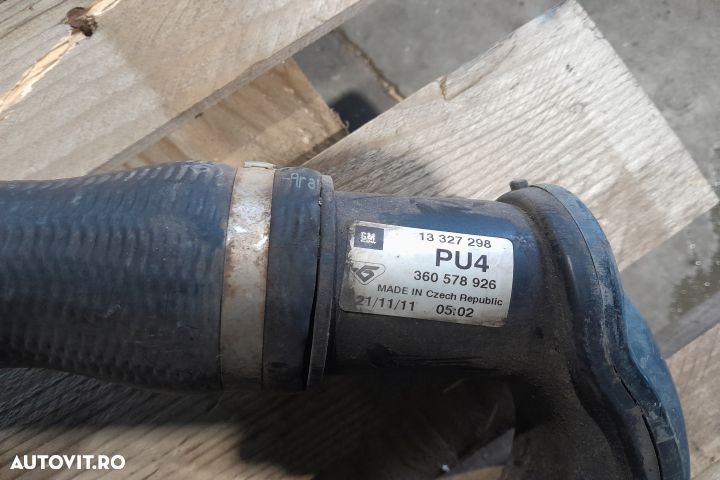 GM
13 327 298
PU4
360 578 926
MADE IN Czech Republic
21/11/11 05:02
AUTOVIT.RO